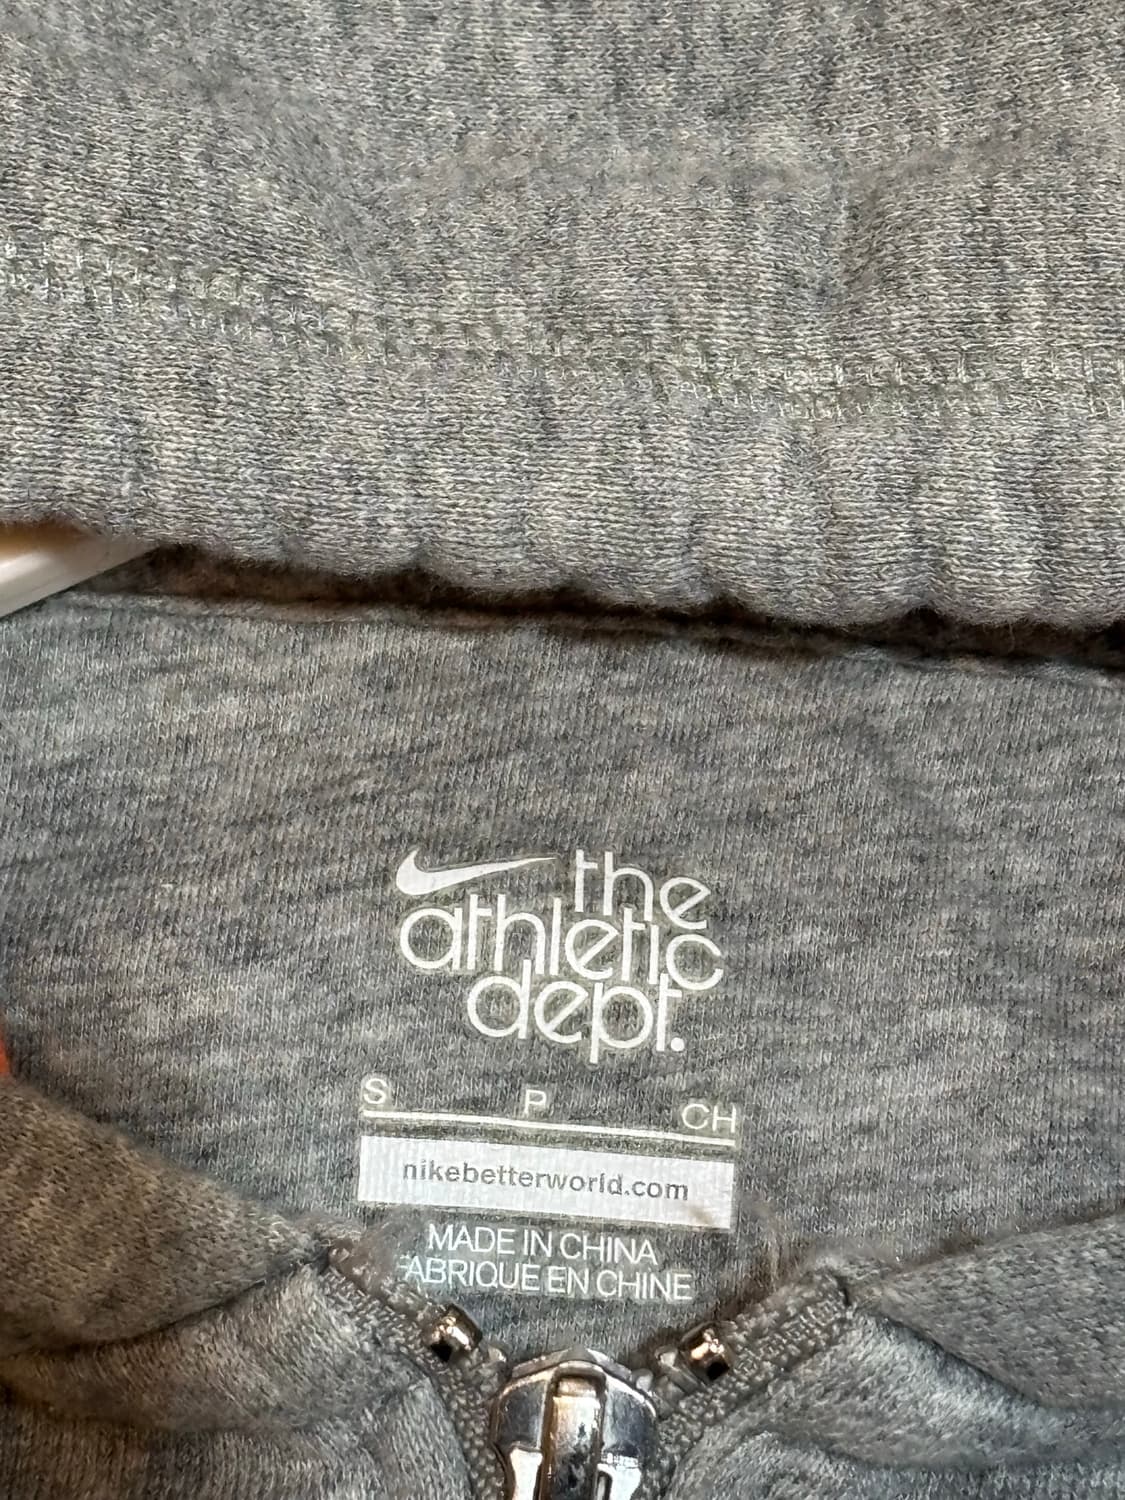 the
athletic
dept.
S P CH
nikebetterworld.com
MADE IN CHINA
FABRIQUE EN CHINE